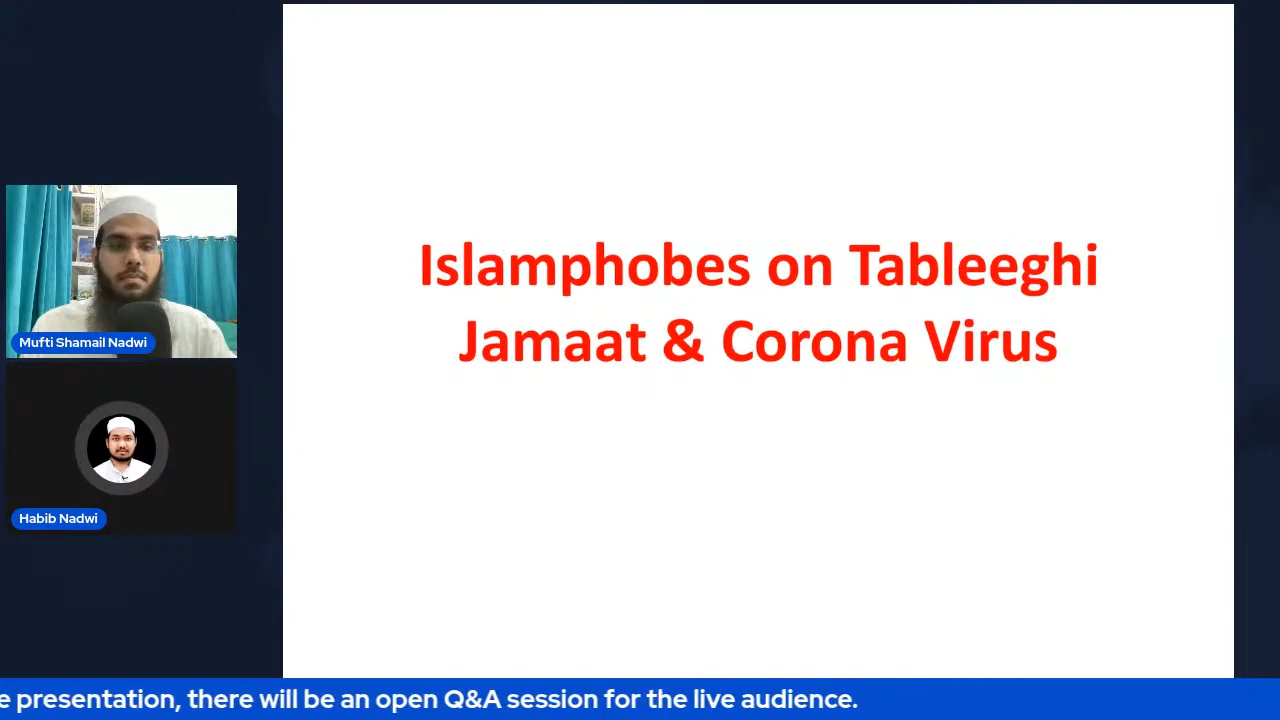 Islamphobes on Tableeghi
Jamaat & Corona Virus
Mufti Shamail Nadwi
Habib Nadwi
e presentation, there will be an open Q&A session for the live audience.